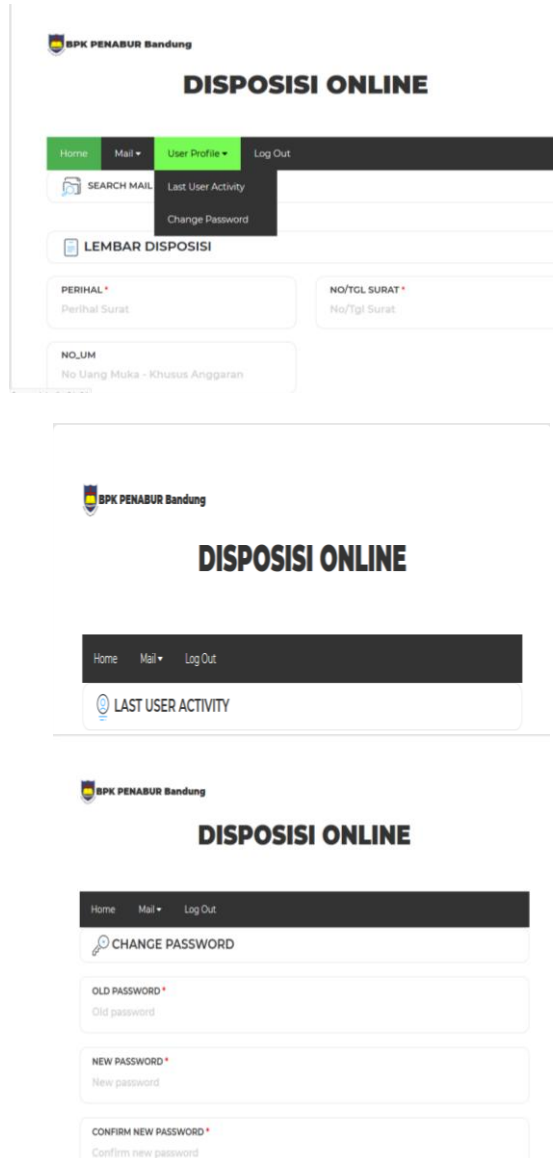 BPK PENABUR Bandung
DISPOSISI ONLINE
Home Mail User Profile Log Out
SEARCH MAIL Last User Activity
Change Password
LEMBAR DISPOSISI
PERIHAL * NO/TGL SURAT *
Perihal Surat No/Tgl Surat
NO_UM
No Uang Muka - Khusus Anggaran
BPK PENABUR Bandung
DISPOSISI ONLINE
Home Mail Log Out
LAST USER ACTIVITY
BPK PENABUR Bandung
DISPOSISI ONLINE
Home Mail Log Out
CHANGE PASSWORD
OLD PASSWORD *
Old password
NEW PASSWORD *
New password
CONFIRM NEW PASSWORD *
Confirm new password